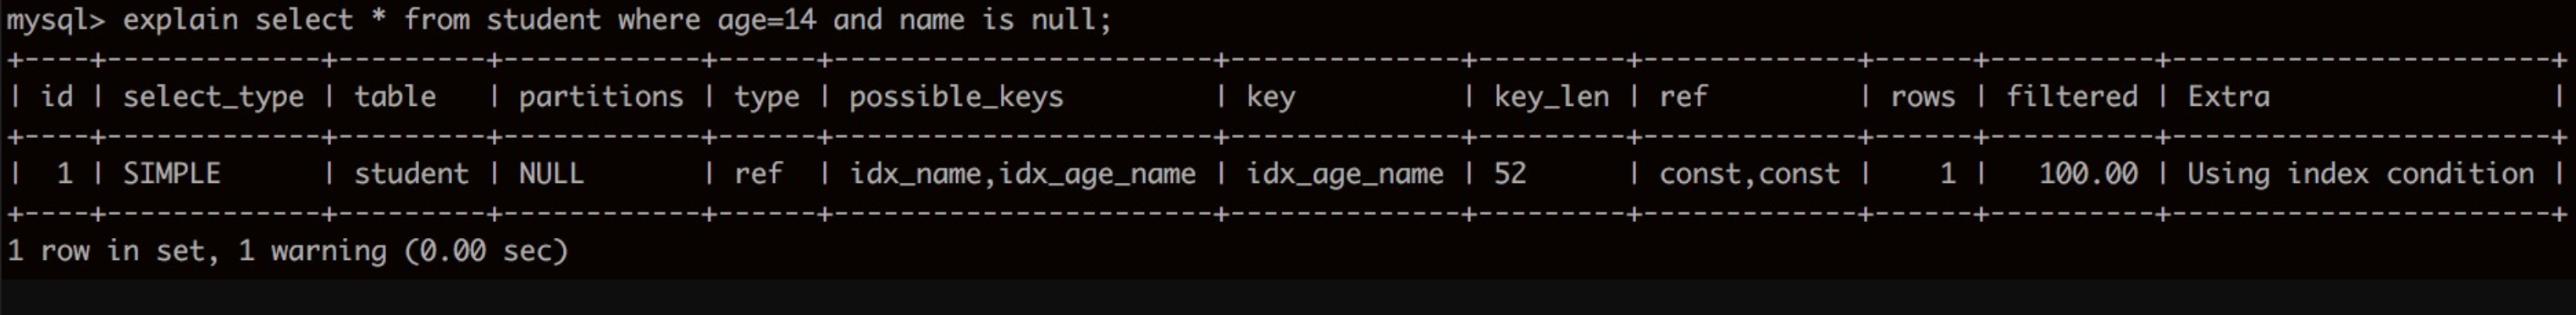 mysql> explain select * from student where age=14 and name is null;
+----+-------------+---------+------------+------+-----------------------+--------------+---------+-------------+------+----------+-----------------------+
| id | select_type | table   | partitions | type | possible_keys         | key          | key_len | ref         | rows | filtered | Extra                 |
+----+-------------+---------+------------+------+-----------------------+--------------+---------+-------------+------+----------+-----------------------+
|  1 | SIMPLE      | student | NULL       | ref  | idx_name,idx_age_name | idx_age_name | 52      | const,const |    1 |   100.00 | Using index condition |
+----+-------------+---------+------------+------+-----------------------+--------------+---------+-------------+------+----------+-----------------------+
1 row in set, 1 warning (0.00 sec)